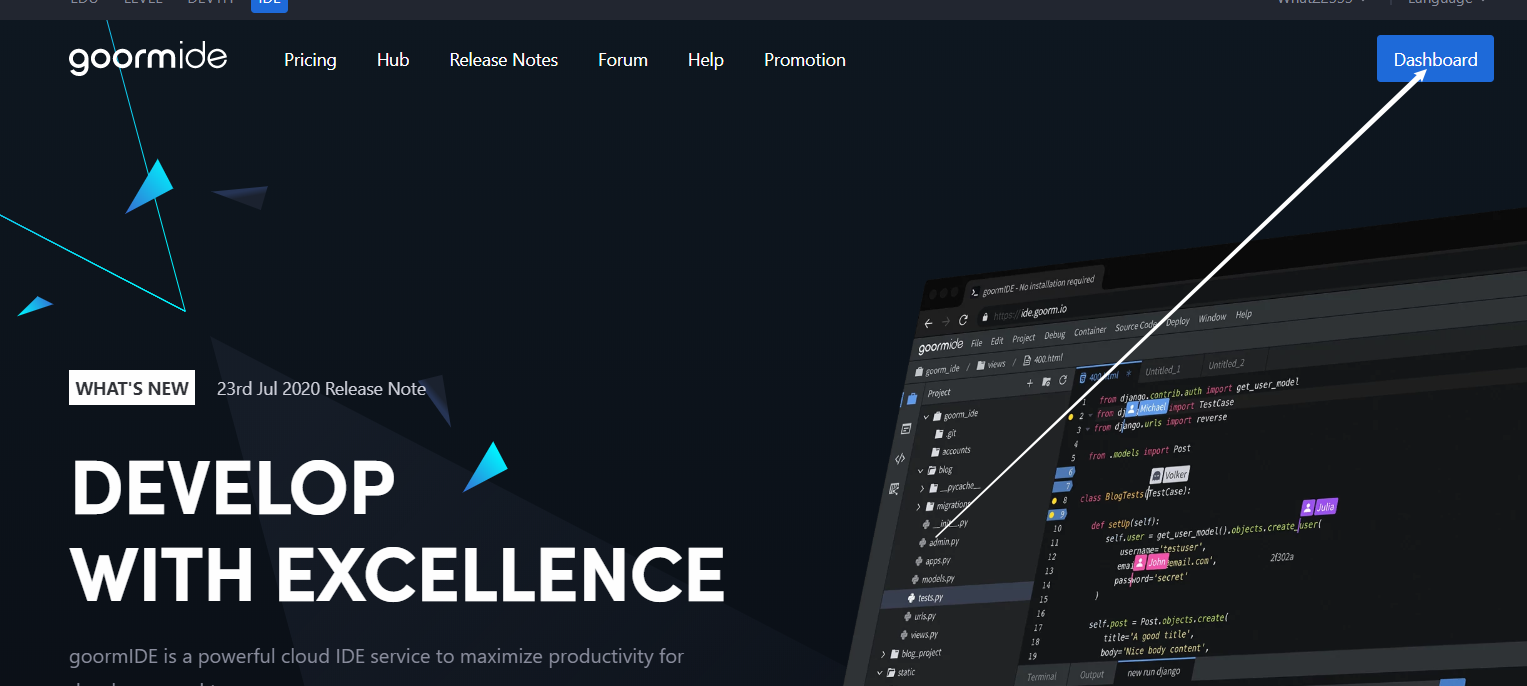 EDU LEVEL DEVTH IDE Language
goormide Pricing Hub Release Notes Forum Help Promotion Dashboard
goormIDE - No installation required
https://ide.goorm.io
goormide File Edit Project Debug Container Source Code Deploy Window Help
goorm_ide / views / 400.html
Project
400.html Untitled_1 Untitled_2
goorm_ide
.git
accounts
blog
__pycache__
migrations
__init__.py
admin.py
apps.py
models.py
tests.py
urls.py
views.py
blog_project
static
1 from django.contrib.auth import get_user_model
2 from dj Michael import TestCase
3 from django.urls import reverse
4
5 from .models import Post
6
7 Volker
8 class BlogTests(TestCase):
9
10 def setUp(self): Julia
11 self.user = get_user_model().objects.create_user(
12 username='testuser', 2f302a
13 emai John @email.com',
14 password='secret'
15 )
16
17 self.post = Post.objects.create(
18 title='A good title',
19 body='Nice body content',
Terminal Output new run django
WHAT'S NEW 23rd Jul 2020 Release Note
DEVELOP
WITH EXCELLENCE
goormIDE is a powerful cloud IDE service to maximize productivity for